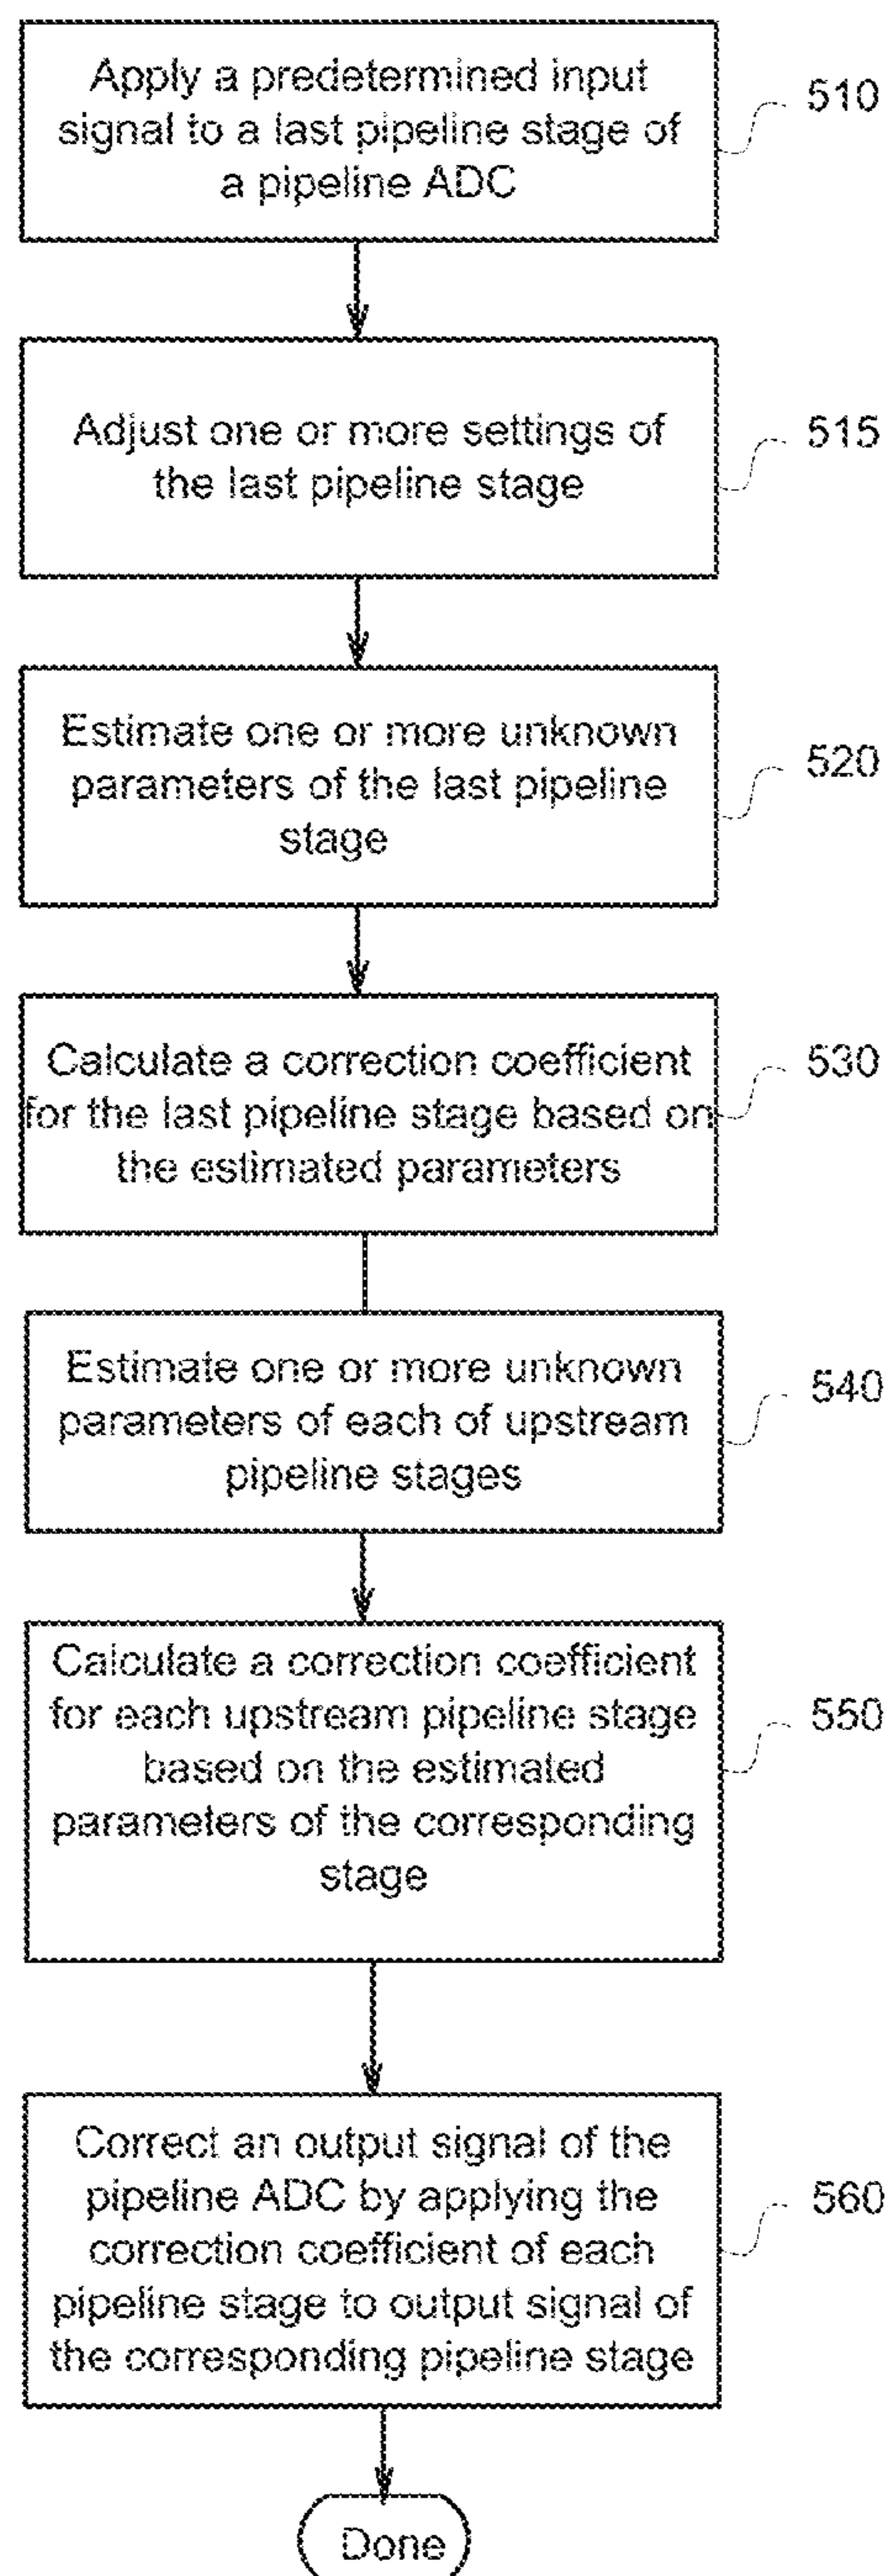 Apply a predetermined input
signal to a last pipeline stage of
a pipeline ADC
510
Adjust one or more settings of
the last pipeline stage
515
Estimate one or more unknown
parameters of the last pipeline
stage
520
Calculate a correction coefficient
for the last pipeline stage based on
the estimated parameters
530
Estimate one or more unknown
parameters of each of upstream
pipeline stages
540
Calculate a correction coefficient
for each upstream pipeline stage
based on the estimated
parameters of the corresponding
stage
550
Correct an output signal of the
pipeline ADC by applying the
correction coefficient of each
pipeline stage to output signal of
the corresponding pipeline stage
560
Done